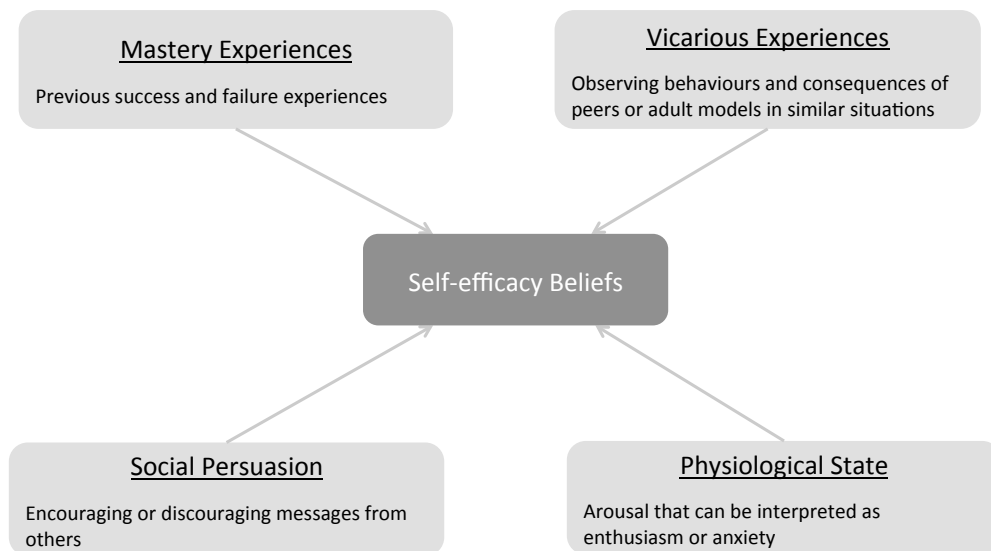 Mastery Experiences
Previous success and failure experiences
Vicarious Experiences
Observing behaviours and consequences of
peers or adult models in similar situations
Self-efficacy Beliefs
Social Persuasion
Encouraging or discouraging messages from
others
Physiological State
Arousal that can be interpreted as
enthusiasm or anxiety